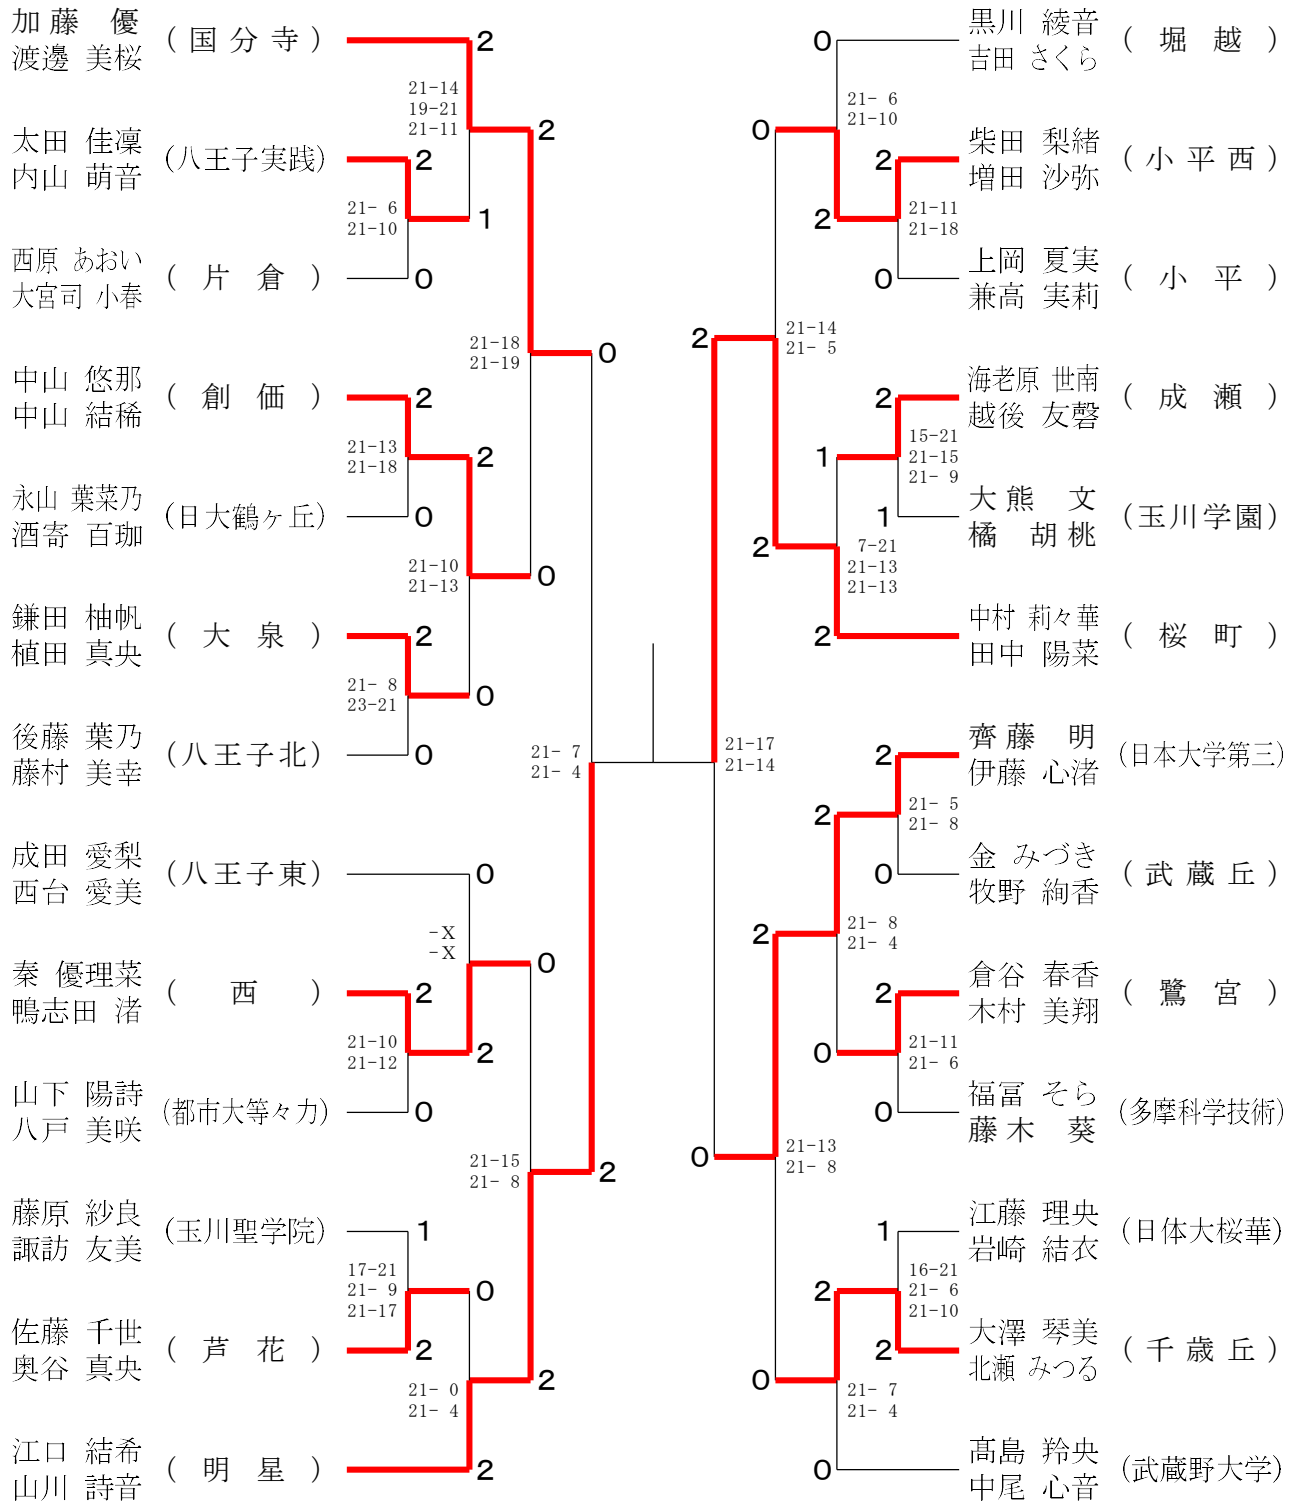 加藤 優
渡邊 美桜
(国分寺)
2
21-14
19-21
21-11
2
太田 佳凜
内山 萌音
(八王子実践)
2
21- 6
21-10
1
西原 あおい
大宮司 小春
(片倉)
0
21-18
21-19
0
中山 悠那
中山 結稀
(創価)
2
21-13
21-18
2
永山 葉菜乃
酒寄 百珈
(日大鶴ヶ丘)
0
21-10
21-13
0
鎌田 柚帆
植田 真央
(大泉)
2
21- 8
23-21
0
後藤 葉乃
藤村 美幸
(八王子北)
0
21- 7
21- 4
成田 愛梨
西台 愛美
(八王子東)
0
-X
-X
0
秦 優理菜
鴨志田 渚
(西)
2
21-10
21-12
2
山下 陽詩
八戸 美咲
(都市大等々力)
0
21-15
21- 8
2
藤原 紗良
諏訪 友美
(玉川聖学院)
1
17-21
21- 9
21-17
0
佐藤 千世
奥谷 真央
(芦花)
2
21- 0
21- 4
2
江口 結希
山川 詩音
(明星)
2
0
黒川 綾音
吉田 さくら
(堀越)
21- 6
21-10
0
2
柴田 梨緒
増田 沙弥
(小平西)
21-11
21-18
2
0
上岡 夏実
兼高 実莉
(小平)
21-14
21- 5
2
2
海老原 世南
越後 友磬
(成瀬)
15-21
21-15
21- 9
1
1
大熊 文
橘 胡桃
(玉川学園)
7-21
21-13
21-13
2
2
中村 莉々華
田中 陽菜
(桜町)
21-17
21-14
2
齊藤 明
伊藤 心渚
(日本大学第三)
21- 5
21- 8
2
0
金 みづき
牧野 絢香
(武蔵丘)
21- 8
21- 4
2
2
倉谷 春香
木村 美翔
(鷺宮)
21-11
21- 6
0
0
福冨 そら
藤木 葵
(多摩科学技術)
21-13
21- 8
0
1
江藤 理央
岩崎 結衣
(日体大桜華)
16-21
21- 6
21-10
2
2
大澤 琴美
北瀬 みつる
(千歳丘)
21- 7
21- 4
0
0
髙島 羚央
中尾 心音
(武蔵野大学)